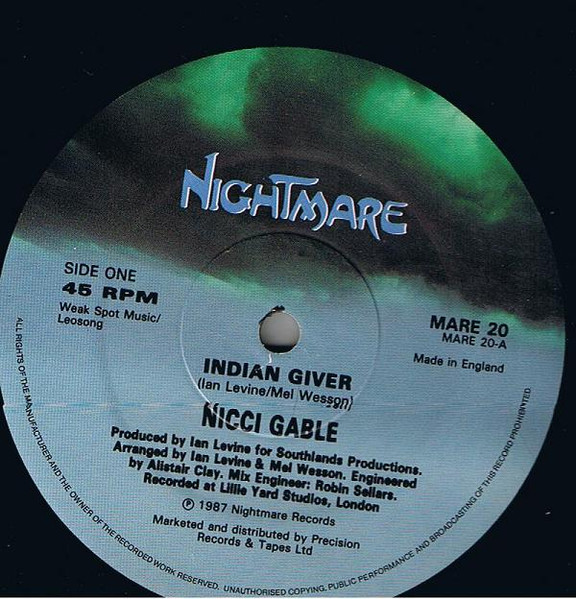 NIGHTMARE
SIDE ONE
45 RPM
Weak Spot Music/
Leosong
MARE 20
MARE 20-A
Made in England
INDIAN GIVER
(Ian Levine/Mel Wesson)
NICCI GABLE
Produced by Ian Levine for Southlands Productions.
Arranged by Ian Levine & Mel Wesson. Engineered
by Alistair Clay. Mix Engineer: Robin Sellars.
Recorded at Lillie Yard Studios, London
℗ 1987 Nightmare Records
Marketed and distributed by Precision
Records & Tapes Ltd
ALL RIGHTS OF THE MANUFACTURER AND THE OWNER OF THE RECORDED WORK RESERVED. UNAUTHORISED COPYING, PUBLIC PERFORMANCE AND BROADCASTING OF THIS RECORD PROHIBITED